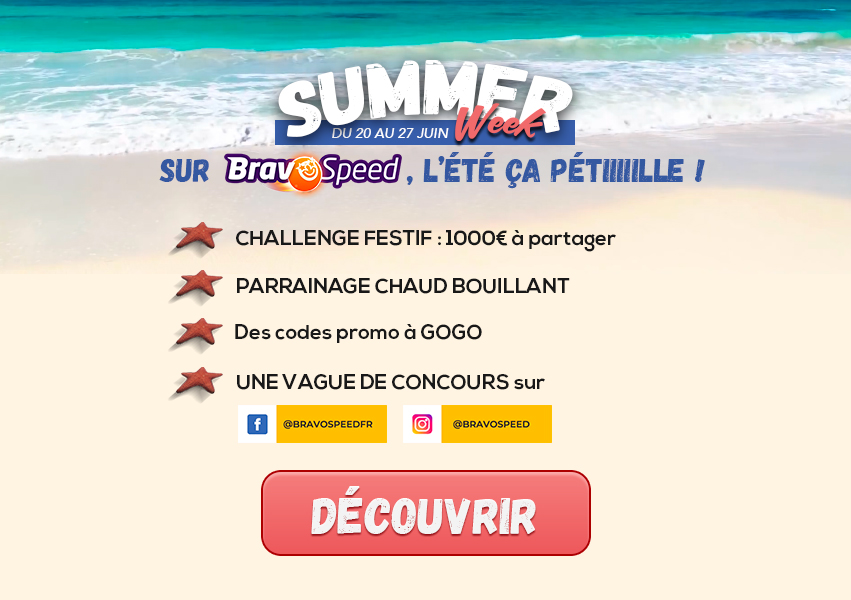 SUMMER
DU 20 AU 27 JUIN Week
SUR BravoSpeed, L'ÉTÉ ÇA PÉTIIIIIILLE !
CHALLENGE FESTIF : 1000€ à partager
PARRAINAGE CHAUD BOUILLANT
Des codes promo à GOGO
UNE VAGUE DE CONCOURS sur
@BRAVOSPEEDFR @BRAVOSPEED
DÉCOUVRIR